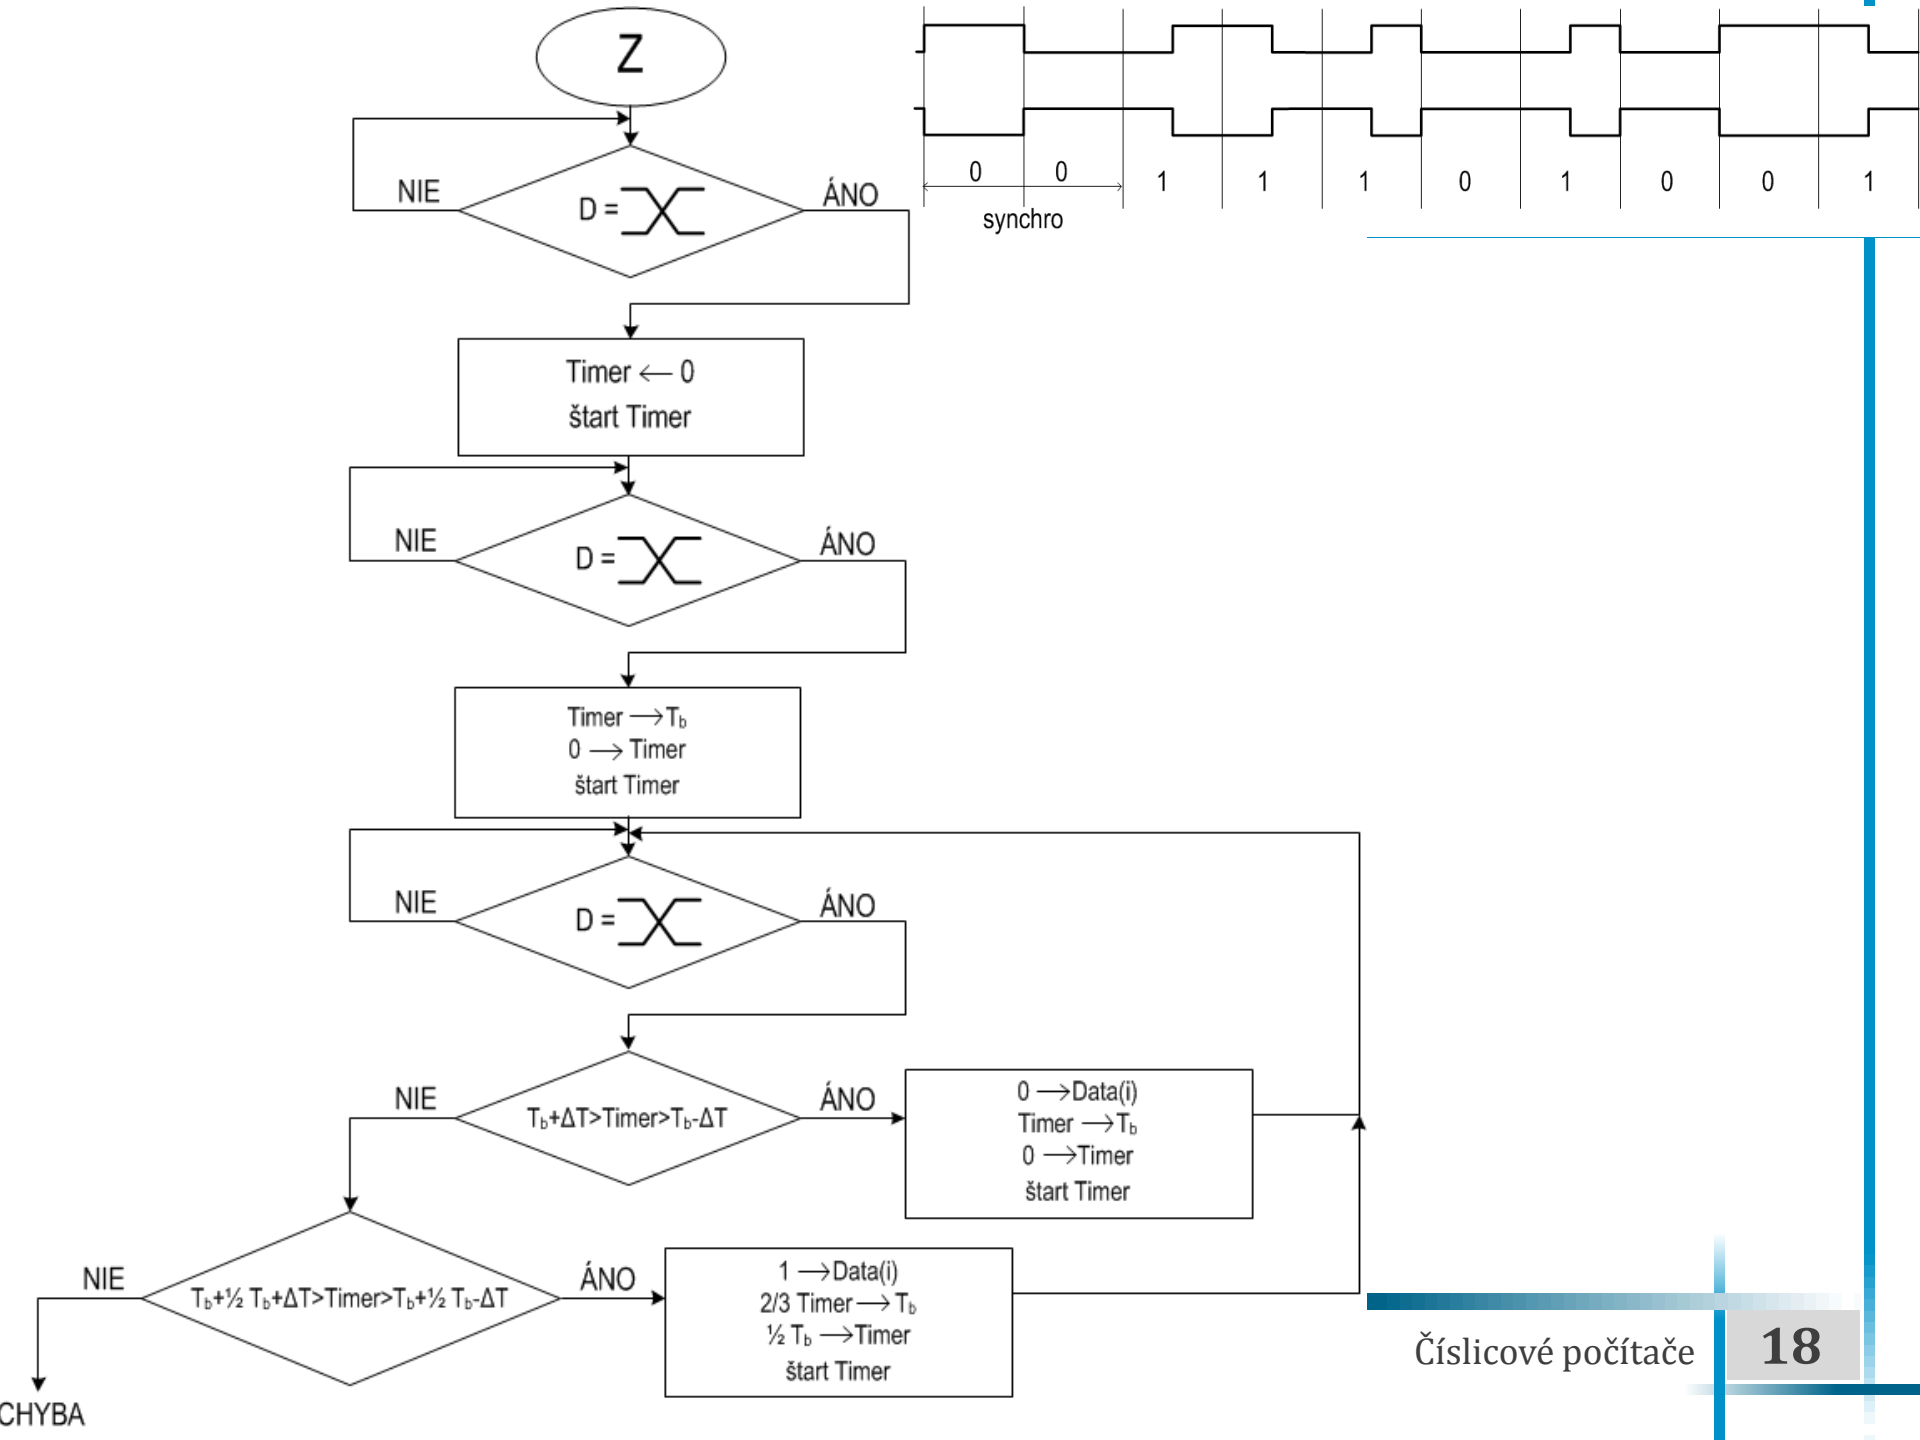 Z
NIE
D =
ÁNO
0 0 1 1 1 0 1 0 0 1
synchro
Timer ← 0
štart Timer
NIE
D =
ÁNO
Timer → Tb
0 → Timer
štart Timer
NIE
D =
ÁNO
NIE
Tb+ΔT>Timer>Tb-ΔT
ÁNO
0 → Data(i)
Timer → Tb
0 → Timer
štart Timer
NIE
Tb+½ Tb+ΔT>Timer>Tb+½ Tb-ΔT
ÁNO
1 → Data(i)
2/3 Timer → Tb
½ Tb → Timer
štart Timer
CHYBA
Číslicové počítače
18